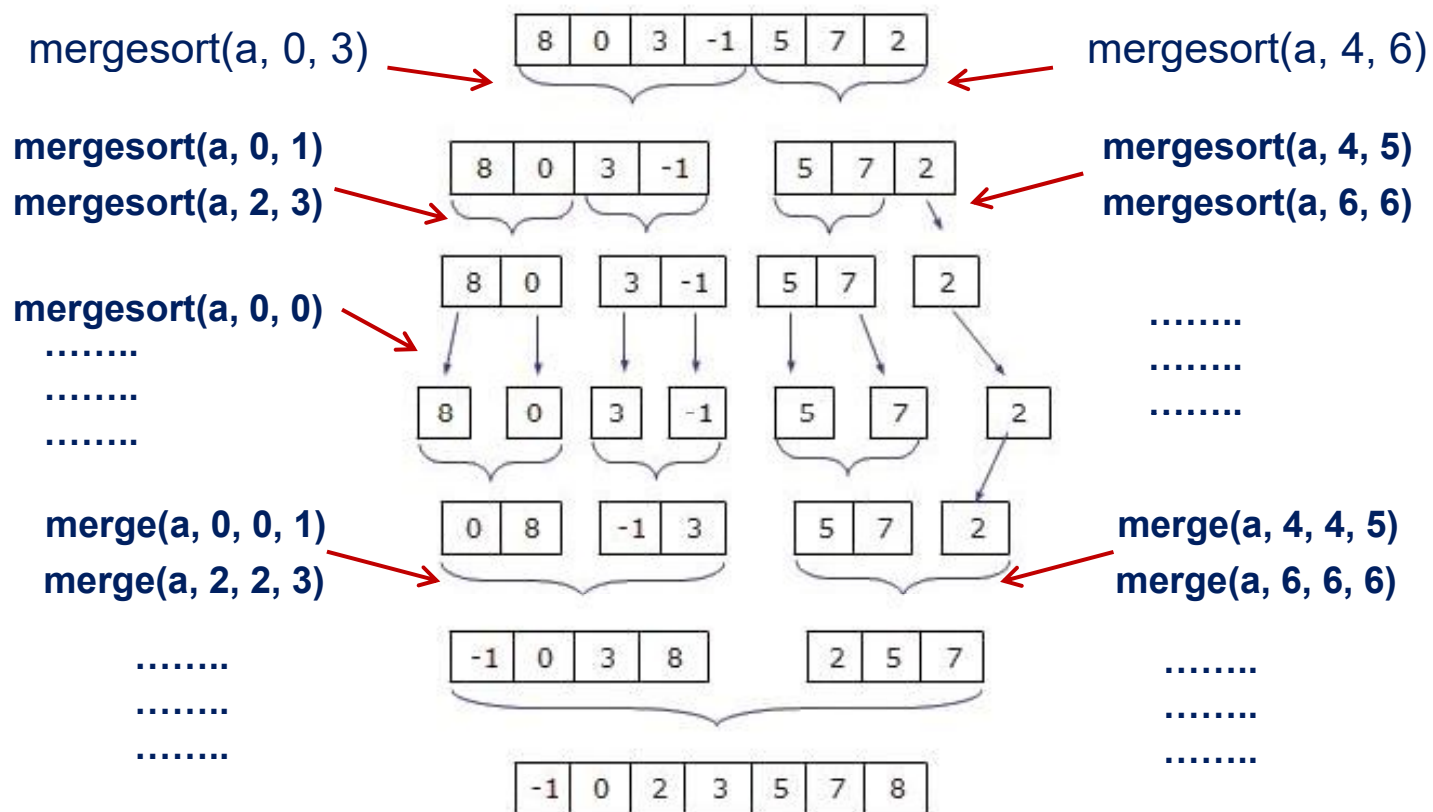 mergesort(a, 0, 3)
8 0 3 -1 5 7 2
mergesort(a, 4, 6)
mergesort(a, 0, 1)
mergesort(a, 2, 3)
8 0 3 -1
5 7 2
mergesort(a, 4, 5)
mergesort(a, 6, 6)
8 0
3 -1
5 7
2
mergesort(a, 0, 0)
……..
……..
……..
……..
……..
……..
8
0
3
-1
5
7
2
merge(a, 0, 0, 1)
merge(a, 2, 2, 3)
0 8
-1 3
5 7
2
merge(a, 4, 4, 5)
merge(a, 6, 6, 6)
-1 0 3 8
2 5 7
……..
……..
……..
……..
……..
……..
-1 0 2 3 5 7 8